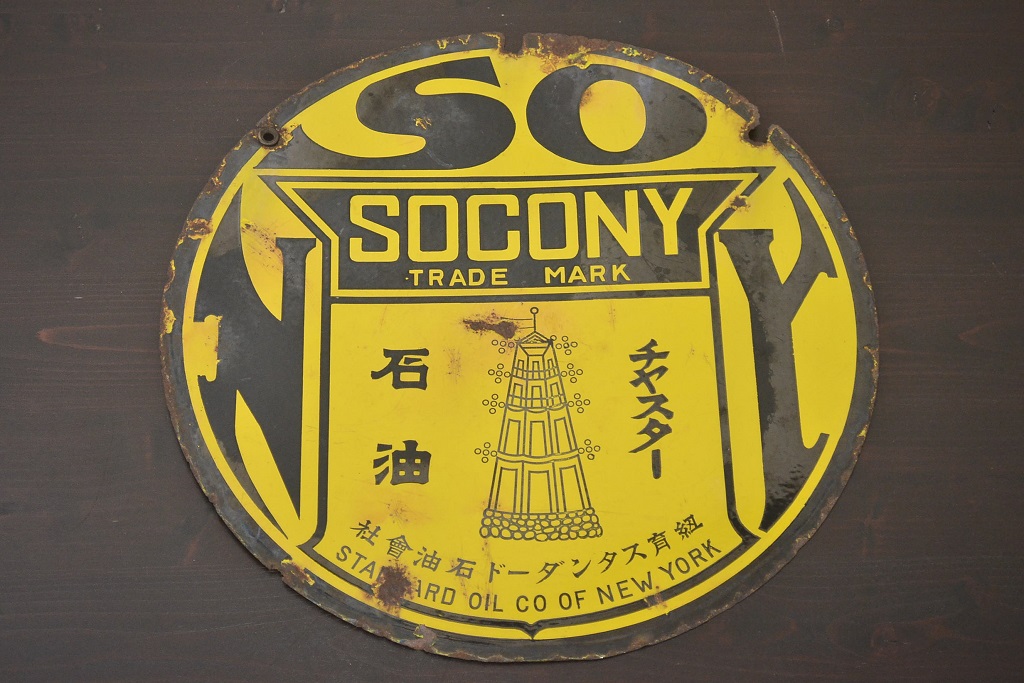 SO
N Y
SOCONY
TRADE MARK
チヤスター
石油
紐育スタンダード石油會社
STANDARD OIL CO OF NEW.YORK